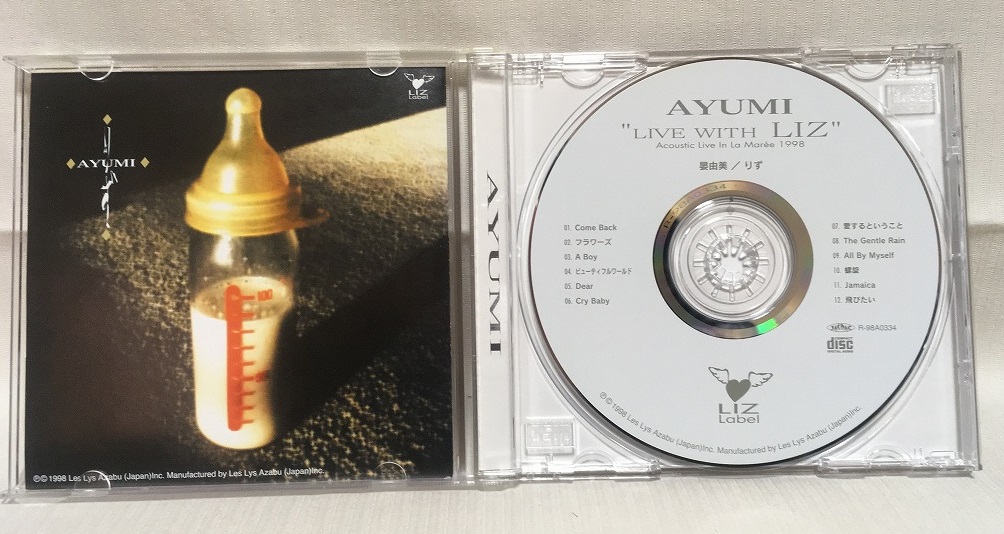 LIZ
Label
AYUMI
100
℗© 1998 Les Lys Azabu (Japan) Inc. Manufactured by Les Lys Azabu (Japan) Inc.
AYUMI
AYUMI
"LIVE WITH LIZ"
Acoustic Live In La Marée 1998
晏由美 / りず
01. Come Back
02. フラワーズ
03. A Boy
04. ビューティフルワールド
05. Dear
06. Cry Baby
07. 愛するということ
08. The Gentle Rain
09. All By Myself
10. 螺旋
11. Jamaica
12. 飛びたい
R-98A0334
COMPACT
disc
DIGITAL AUDIO
LIZ
Label
℗© 1998 Les Lys Azabu (Japan) Inc. Manufactured by Les Lys Azabu (Japan) Inc.